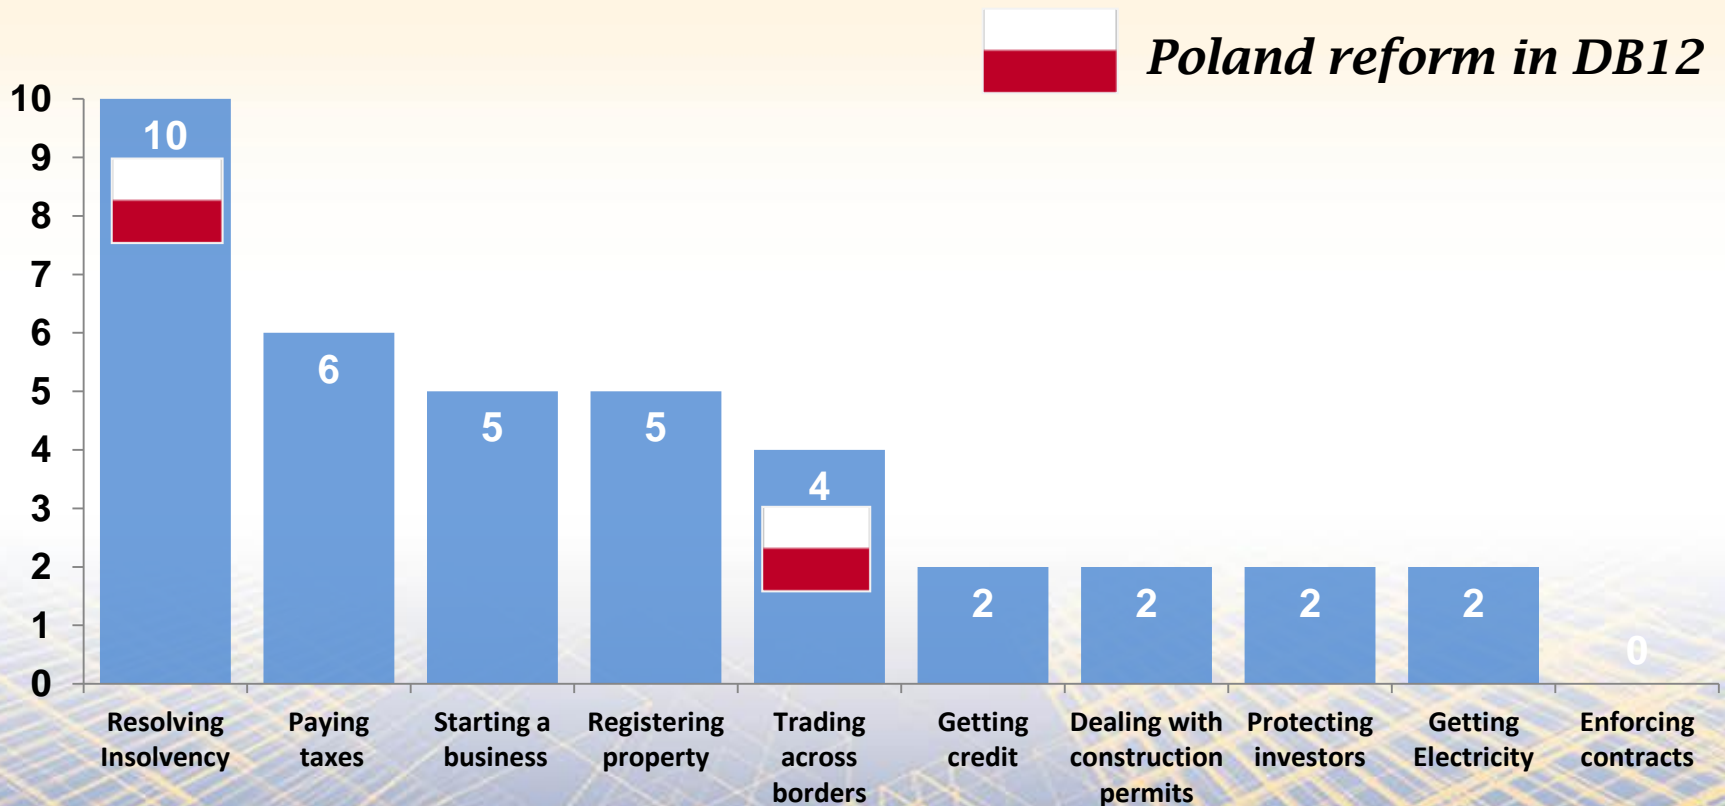 Poland reform in DB12
10
9
8
7
6
5
4
3
2
1
0
10
6
5
5
4
2
2
2
2
0
Resolving
Insolvency
Paying
taxes
Starting a
business
Registering
property
Trading
across
borders
Getting
credit
Dealing with
construction
permits
Protecting
investors
Getting
Electricity
Enforcing
contracts